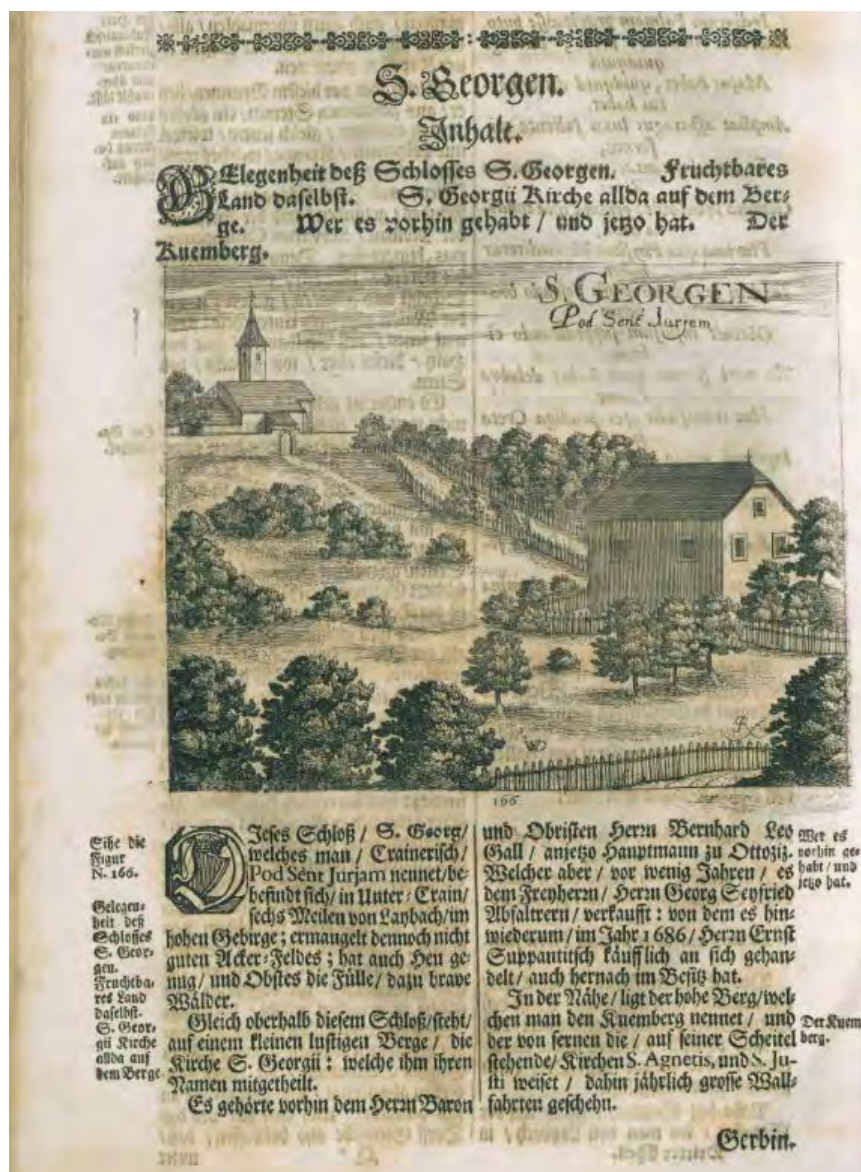 S. Georgen.
Inhalt.
GElegenheit deß Schlosses S. Georgen. Fruchtbares
Land daselbst. S. Georgii Kirche allda auf dem Ber-
ge. Wer es vorhin gehabt / und jetzo hat. Der
Kuemberg.
S. GEORGEN
Pod Sent Jurjam
166
Sihe die
Figur
N. 166.
Gelegen-
heit deß
Schlosses
S. Geor-
gen.
Fruchtba-
res Land
daselbst.
S. Geor-
gii Kirche
allda auf
dem Berge
DIeses Schloß / S. Georg /
welches man / Crainerisch /
Pod Sént Jurjam nennet / be-
befindt sich / in Unter-Crain /
sechs Meilen von Laybach / im
hohen Gebirge ; ermangelt dennoch nicht
guten Acker-Feldes ; hat auch Heu ge-
nug / und Obstes die Fülle / dazu brave
Wälder.
Gleich oberhalb diesem Schloß / steht /
auf einem kleinen lustigen Berge / die
Kirche S. Georgii : welche ihm ihren
Namen mitgetheilt.
Es gehörte vorhin dem Herrn Baron
und Obristen Herrn Bernhard Leo
Gall / anjetzo Hauptmann zu Ottoziz.
Welcher aber / vor wenig Jahren / es
dem Freyherrn / Herrn Georg Seyfried
Abfaltrern / verkaufft : von dem es hin-
wiederum / im Jahr 1686 / Herrn Ernst
Suppantitsch käufflich an sich gehan-
delt / auch hernach im Besitz hat.
In der Nähe / ligt der hohe Berg / wel-
chen man den Kuemberg nennet / und
der von fernen die / auf seiner Scheitel
stehende / Kirchen S. Agnetis, und S. Ju-
sti weiset / dahin jährlich grosse Wall-
fahrten geschehn.
Wer es
vorhin ge-
habt / und
jetzo hat.
Der Kuem
berg.
Gerbin.